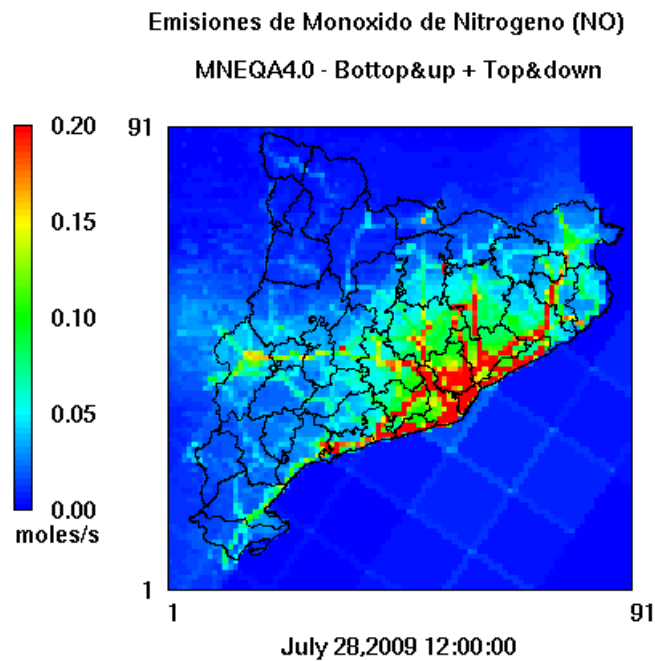 Emisiones de Monoxido de Nitrogeno (NO)
MNEQA4.0 - Bottop&up + Top&down
0.20
0.15
0.10
0.05
0.00
moles/s
91
1
1
91
July 28,2009 12:00:00